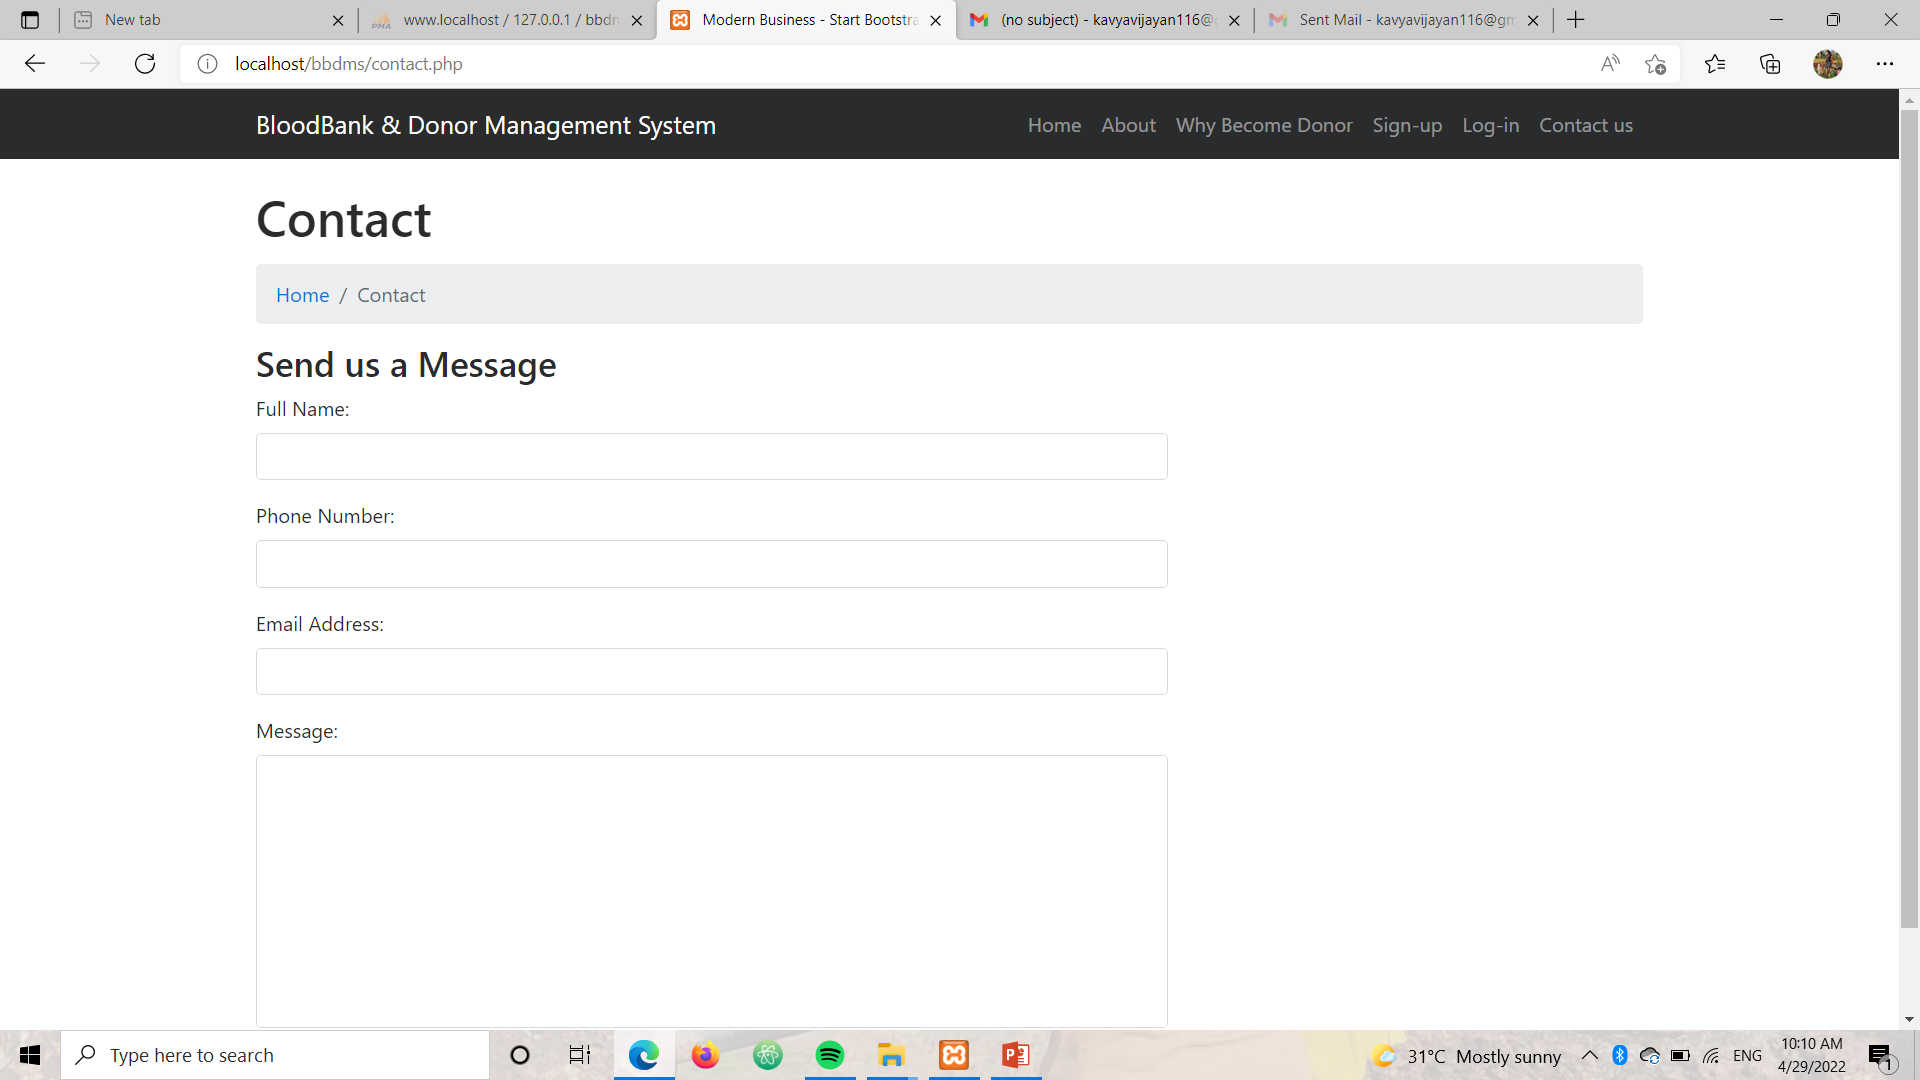 New tab
www.localhost / 127.0.0.1 / bbdm
Modern Business - Start Bootstra
(no subject) - kavyavijayan116@
Sent Mail - kavyavijayan116@gm
localhost/bbdms/contact.php
BloodBank & Donor Management System
Home About Why Become Donor Sign-up Log-in Contact us
Contact
Home / Contact
Send us a Message
Full Name:
Phone Number:
Email Address:
Message:
Type here to search
31°C Mostly sunny
ENG
10:10 AM
4/29/2022
1